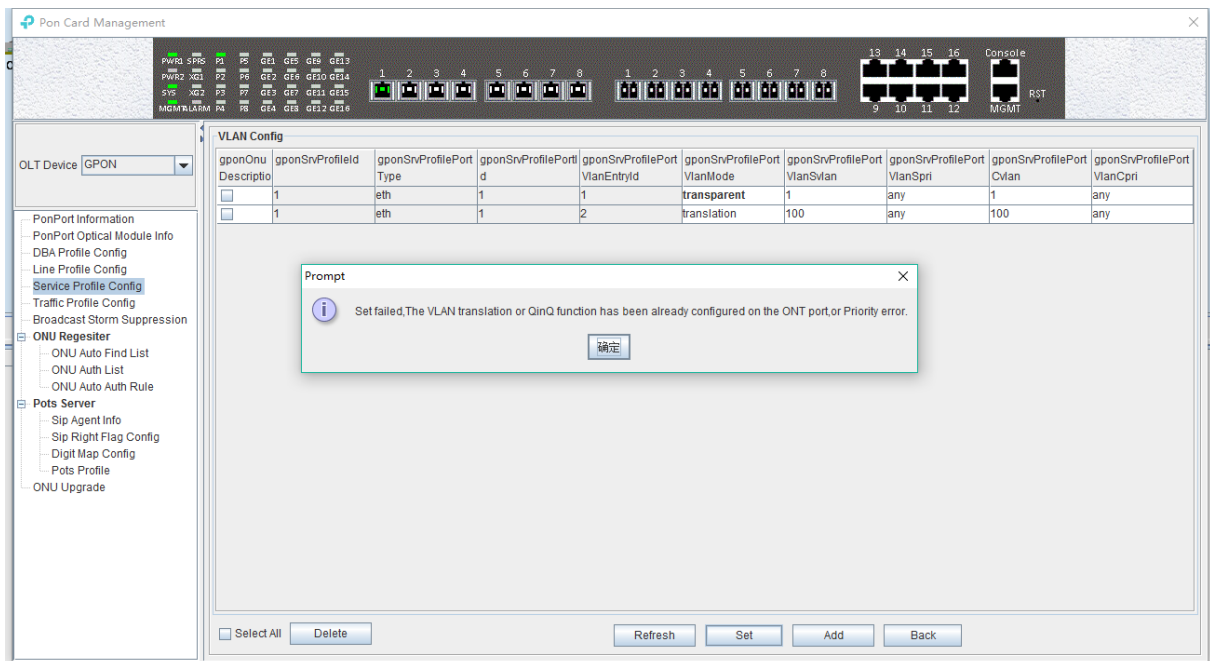 Pon Card Management
PWR1 SPR5 P1 P5 GE1 GE5 GE9 GE13
PWR2 XG1 P2 P6 GE2 GE6 GE10 GE14
SYS XG2 P3 P7 GE3 GE7 GE11 GE15
P4 P8 GE4 GE8 GE12 GE16
1 2 3 4 5 6 7 8 1 2 3 4 5 6 7 8
13 14 15 16 Console
9 10 11 12 MGMT
RST
OLT Device GPON
PonPort Information
PonPort Optical Module Info
DBA Profile Config
Line Profile Config
Service Profile Config
Traffic Profile Config
Broadcast Storm Suppression
ONU Regesiter
ONU Auto Find List
ONU Auth List
ONU Auto Auth Rule
Pots Server
Sip Agent Info
Sip Right Flag Config
Digit Map Config
Pots Profile
ONU Upgrade
VLAN Config
gponOnu gponSrvProfileId gponSrvProfilePort gponSrvProfilePortI gponSrvProfilePort gponSrvProfilePort gponSrvProfilePort gponSrvProfilePort gponSrvProfilePort gponSrvProfilePort
Descriptio Type d VlanEntryId VlanMode VlanSvlan VlanSpri Cvlan VlanCpri
1 eth 1 1 transparent 1 any 1 any
1 eth 1 2 translation 100 any 100 any
Prompt
Set failed,The VLAN translation or QinQ function has been already configured on the ONT port,or Priority error.
确定
Select All Delete Refresh Set Add Back